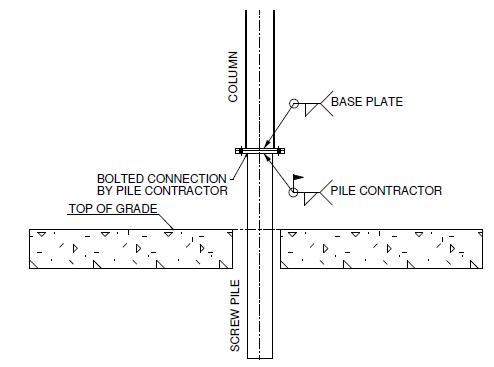 COLUMN
BASE PLATE
BOLTED CONNECTION
BY PILE CONTRACTOR
PILE CONTRACTOR
TOP OF GRADE
SCREW PILE